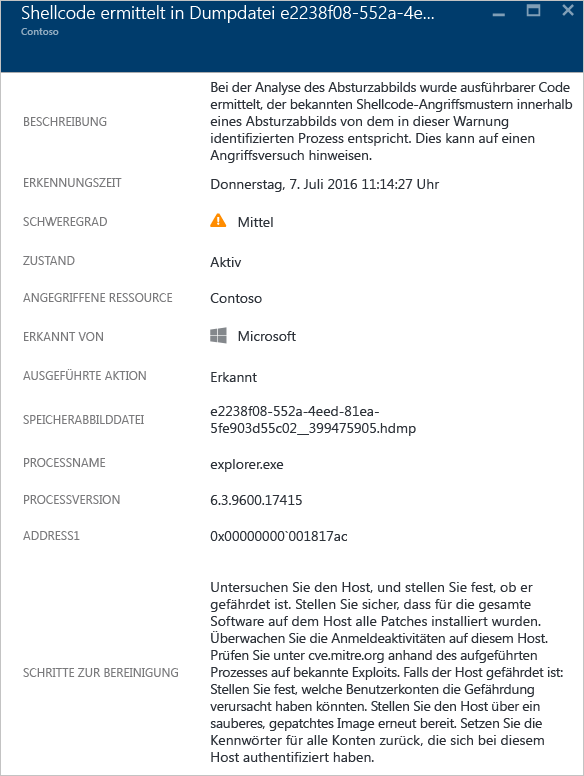 Shellcode ermittelt in Dumpdatei e2238f08-552a-4e...
Contoso
BESCHREIBUNG
Bei der Analyse des Absturzabbilds wurde ausführbarer Code
ermittelt, der bekannten Shellcode-Angriffsmustern innerhalb
eines Absturzabbilds von dem in dieser Warnung
identifizierten Prozess entspricht. Dies kann auf einen
Angriffsversuch hinweisen.
ERKENNUNGSZEIT
Donnerstag, 7. Juli 2016 11:14:27 Uhr
SCHWEREGRAD
Mittel
ZUSTAND
Aktiv
ANGEGRIFFENE RESSOURCE
Contoso
ERKANNT VON
Microsoft
AUSGEFÜHRTE AKTION
Erkannt
SPEICHERABBILDDATEI
e2238f08-552a-4eed-81ea-
5fe903d55c02__399475905.hdmp
PROCESSNAME
explorer.exe
PROCESSVERSION
6.3.9600.17415
ADDRESS1
0x00000000`001817ac
SCHRITTE ZUR BEREINIGUNG
Untersuchen Sie den Host, und stellen Sie fest, ob er
gefährdet ist. Stellen Sie sicher, dass für die gesamte
Software auf dem Host alle Patches installiert wurden.
Überwachen Sie die Anmeldeaktivitäten auf diesem Host.
Prüfen Sie unter cve.mitre.org anhand des aufgeführten
Prozesses auf bekannte Exploits. Falls der Host gefährdet ist:
Stellen Sie fest, welche Benutzerkonten die Gefährdung
verursacht haben könnten. Stellen Sie den Host über ein
sauberes, gepatchtes Image erneut bereit. Setzen Sie die
Kennwörter für alle Konten zurück, die sich bei diesem
Host authentifiziert haben.